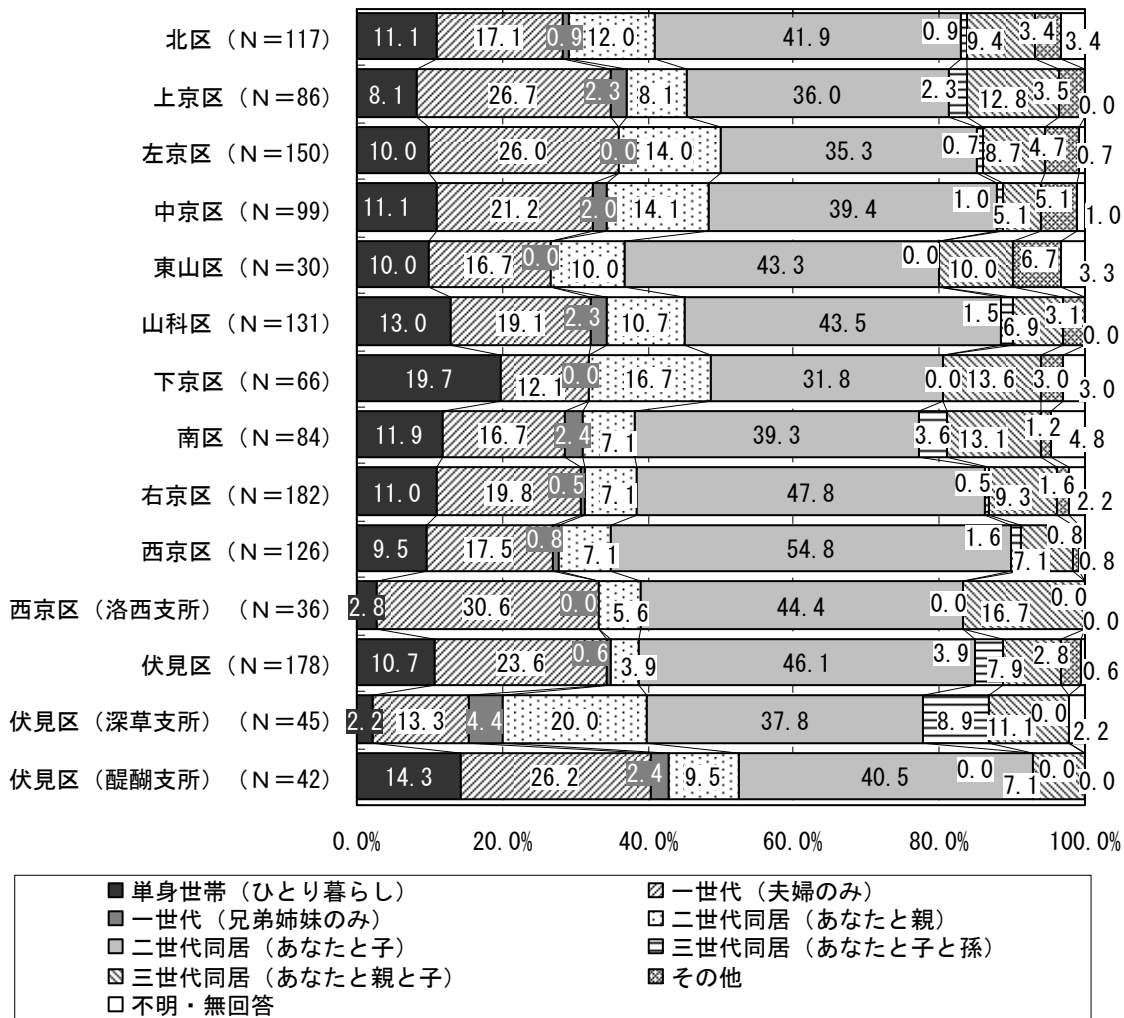 北区（Ｎ＝117） 11.1 17.1 0.9 12.0 41.9 0.9 9.4 3.4 3.4
上京区（Ｎ＝86） 8.1 26.7 2.3 8.1 36.0 2.3 12.8 3.5 0.0
左京区（Ｎ＝150） 10.0 26.0 0.0 14.0 35.3 0.7 8.7 4.7 0.7
中京区（Ｎ＝99） 11.1 21.2 2.0 14.1 39.4 1.0 5.1 5.1 1.0
東山区（Ｎ＝30） 10.0 16.7 0.0 10.0 43.3 0.0 10.0 6.7 3.3
山科区（Ｎ＝131） 13.0 19.1 2.3 10.7 43.5 1.5 6.9 3.1 0.0
下京区（Ｎ＝66） 19.7 12.1 0.0 16.7 31.8 0.0 13.6 3.0 3.0
南区（Ｎ＝84） 11.9 16.7 2.4 7.1 39.3 3.6 13.1 1.2 4.8
右京区（Ｎ＝182） 11.0 19.8 0.5 7.1 47.8 0.5 9.3 1.6 2.2
西京区（Ｎ＝126） 9.5 17.5 0.8 7.1 54.8 1.6 7.1 0.8 0.8
西京区（洛西支所）（Ｎ＝36） 2.8 30.6 0.0 5.6 44.4 0.0 16.7 0.0 0.0
伏見区（Ｎ＝178） 10.7 23.6 0.6 3.9 46.1 3.9 7.9 2.8 0.6
伏見区（深草支所）（Ｎ＝45） 2.2 13.3 4.4 20.0 37.8 8.9 11.1 0.0 2.2
伏見区（醍醐支所）（Ｎ＝42） 14.3 26.2 2.4 9.5 40.5 0.0 7.1 0.0 0.0
0.0% 20.0% 40.0% 60.0% 80.0% 100.0%
単身世帯（ひとり暮らし） 一世代（夫婦のみ）
一世代（兄弟姉妹のみ） 二世代同居（あなたと親）
二世代同居（あなたと子） 三世代同居（あなたと子と孫）
三世代同居（あなたと親と子） その他
不明・無回答